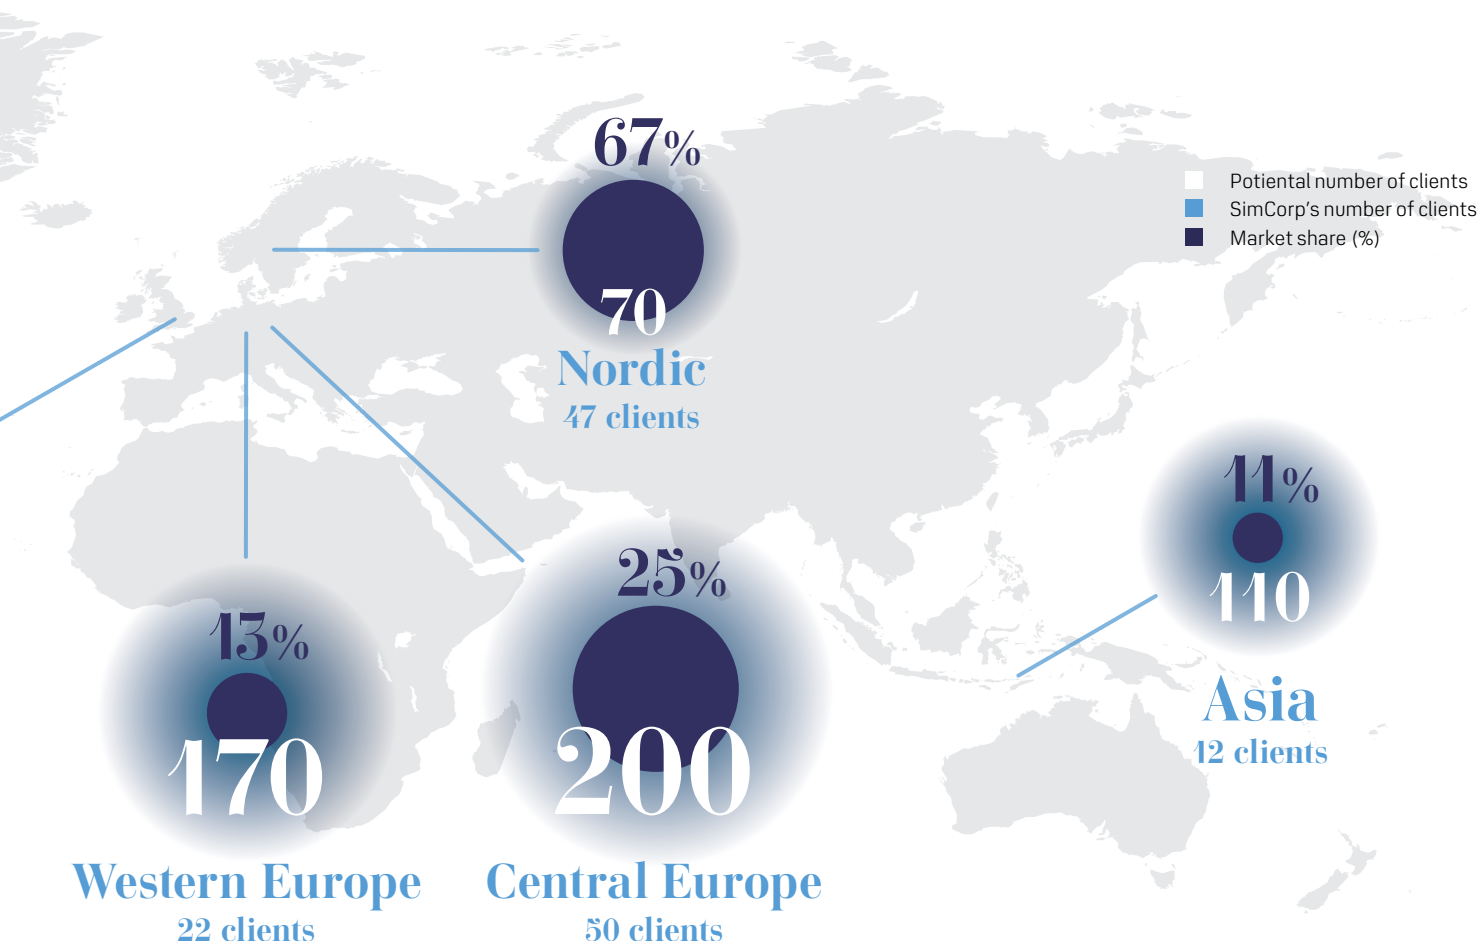 67%
70
Nordic
47 clients
Potiental number of clients
SimCorp's number of clients
Market share (%)
11%
110
Asia
12 clients
13%
170
Western Europe
22 clients
25%
200
Central Europe
50 clients